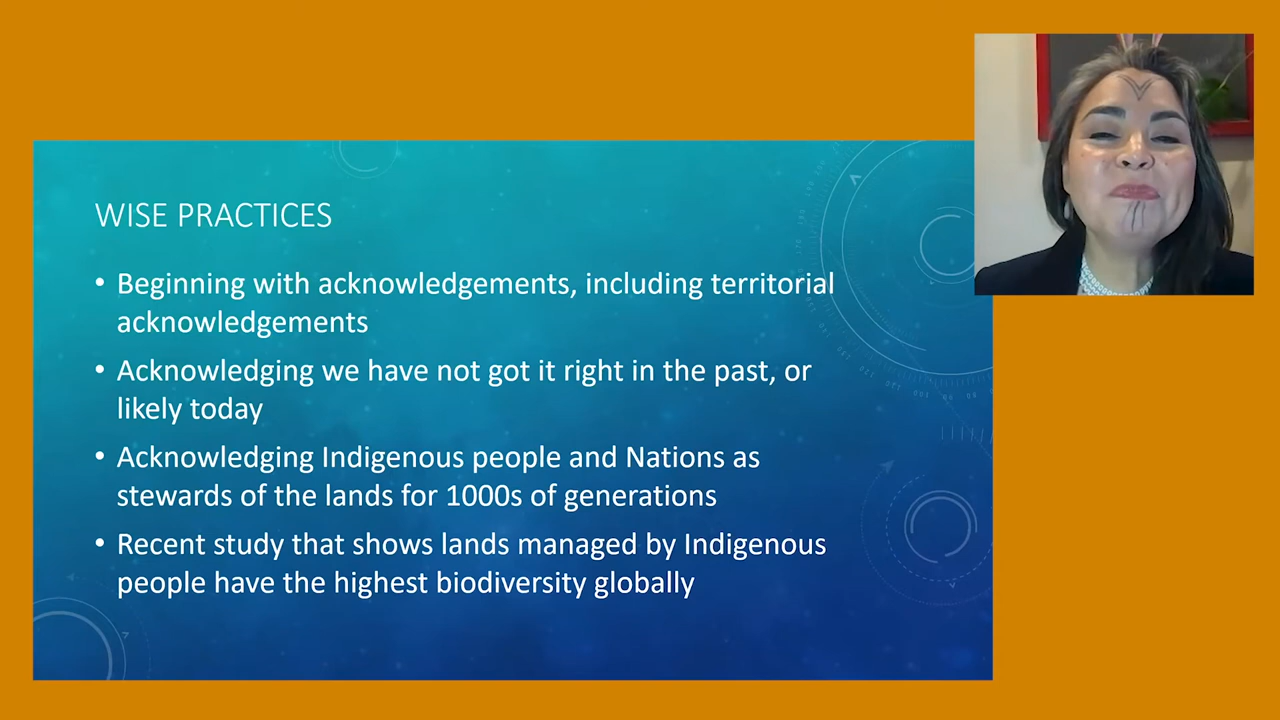 WISE PRACTICES
• Beginning with acknowledgements, including territorial
acknowledgements
• Acknowledging we have not got it right in the past, or
likely today
• Acknowledging Indigenous people and Nations as
stewards of the lands for 1000s of generations
• Recent study that shows lands managed by Indigenous
people have the highest biodiversity globally